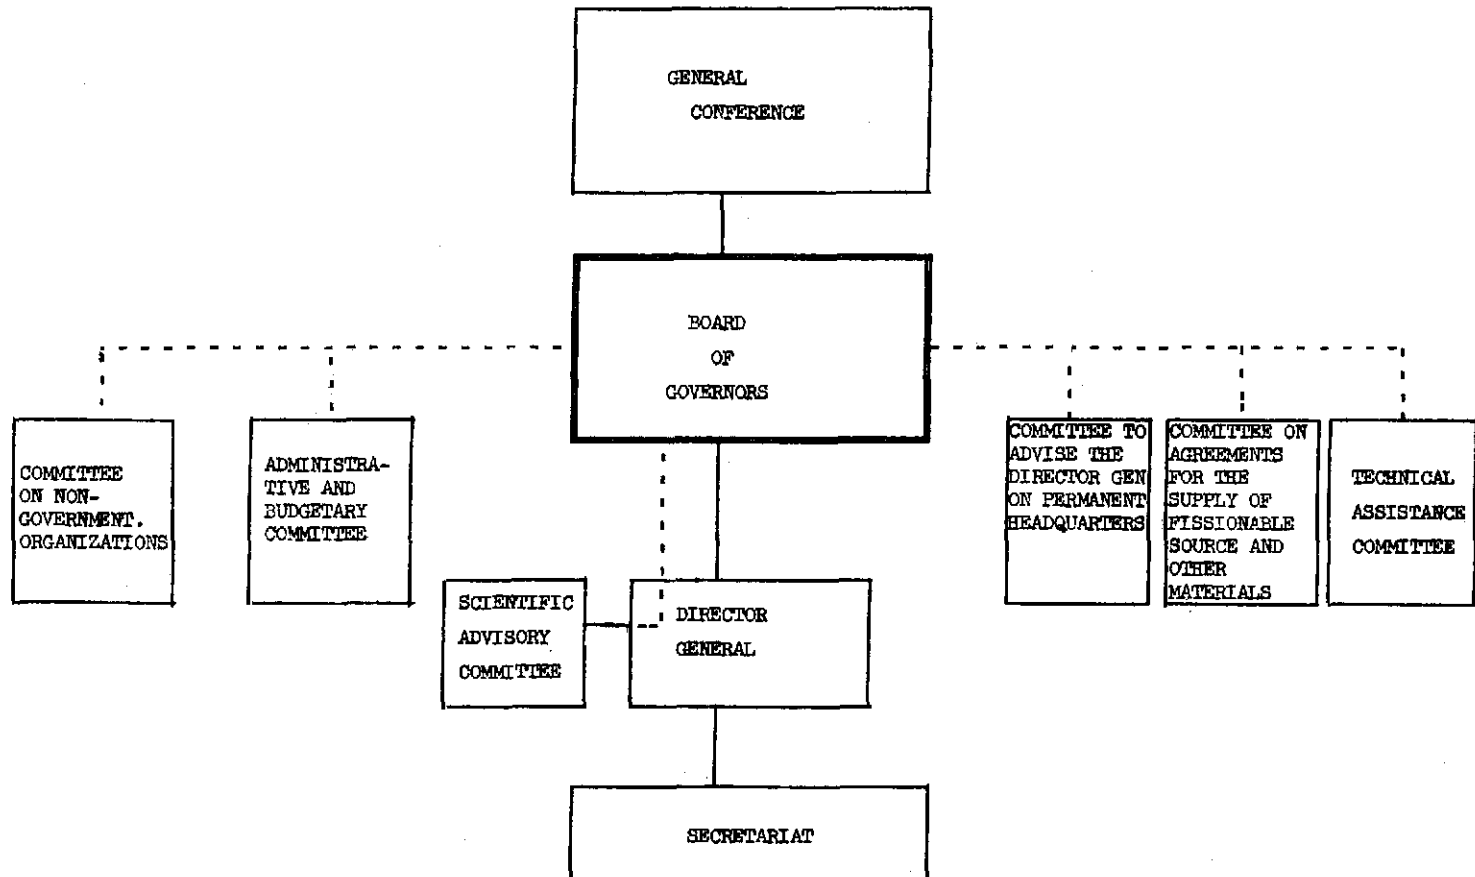 GENERAL
CONFERENCE
BOARD
OF
GOVERNORS
COMMITTEE
ON NON-
GOVERNMENT.
ORGANIZATIONS
ADMINISTRA-
TIVE AND
BUDGETARY
COMMITTEE
COMMITTEE TO
ADVISE THE
DIRECTOR GEN
ON PERMANENT
HEADQUARTERS
COMMITTEE ON
AGREEMENTS
FOR THE
SUPPLY OF
FISSIONABLE
SOURCE AND
OTHER
MATERIALS
TECHNICAL
ASSISTANCE
COMMITTEE
SCIENTIFIC
ADVISORY
COMMITTEE
DIRECTOR
GENERAL
SECRETARIAT